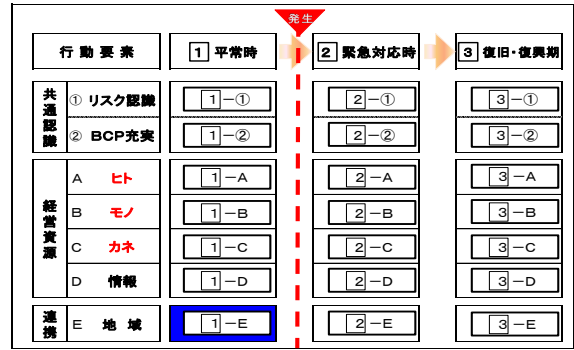 発生
行動要素 1 平常時 2 緊急対応時 3 復旧・復興期
共通認識
① リスク認識 1-① 2-① 3-①
② BCP充実 1-② 2-② 3-②
経営資源
A ヒト 1-A 2-A 3-A
B モノ 1-B 2-B 3-B
C カネ 1-C 2-C 3-C
D 情報 1-D 2-D 3-D
連携
E 地域 1-E 2-E 3-E